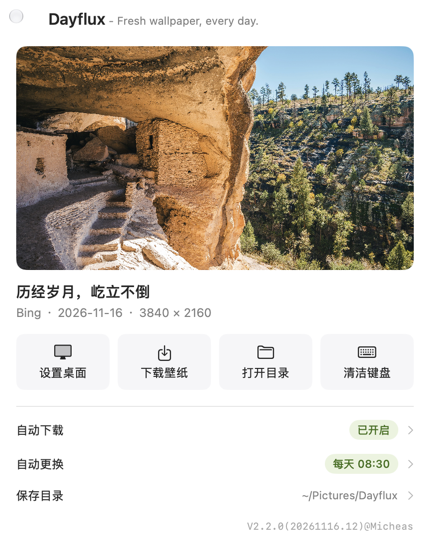 Dayflux - Fresh wallpaper, every day.
历经岁月，屹立不倒
Bing · 2026-11-16 · 3840 × 2160
设置桌面 下载壁纸 打开目录 清洁键盘
自动下载 已开启
自动更换 每天 08:30
保存目录 ~/Pictures/Dayflux
V2.2.0(20261116.12)@Micheas